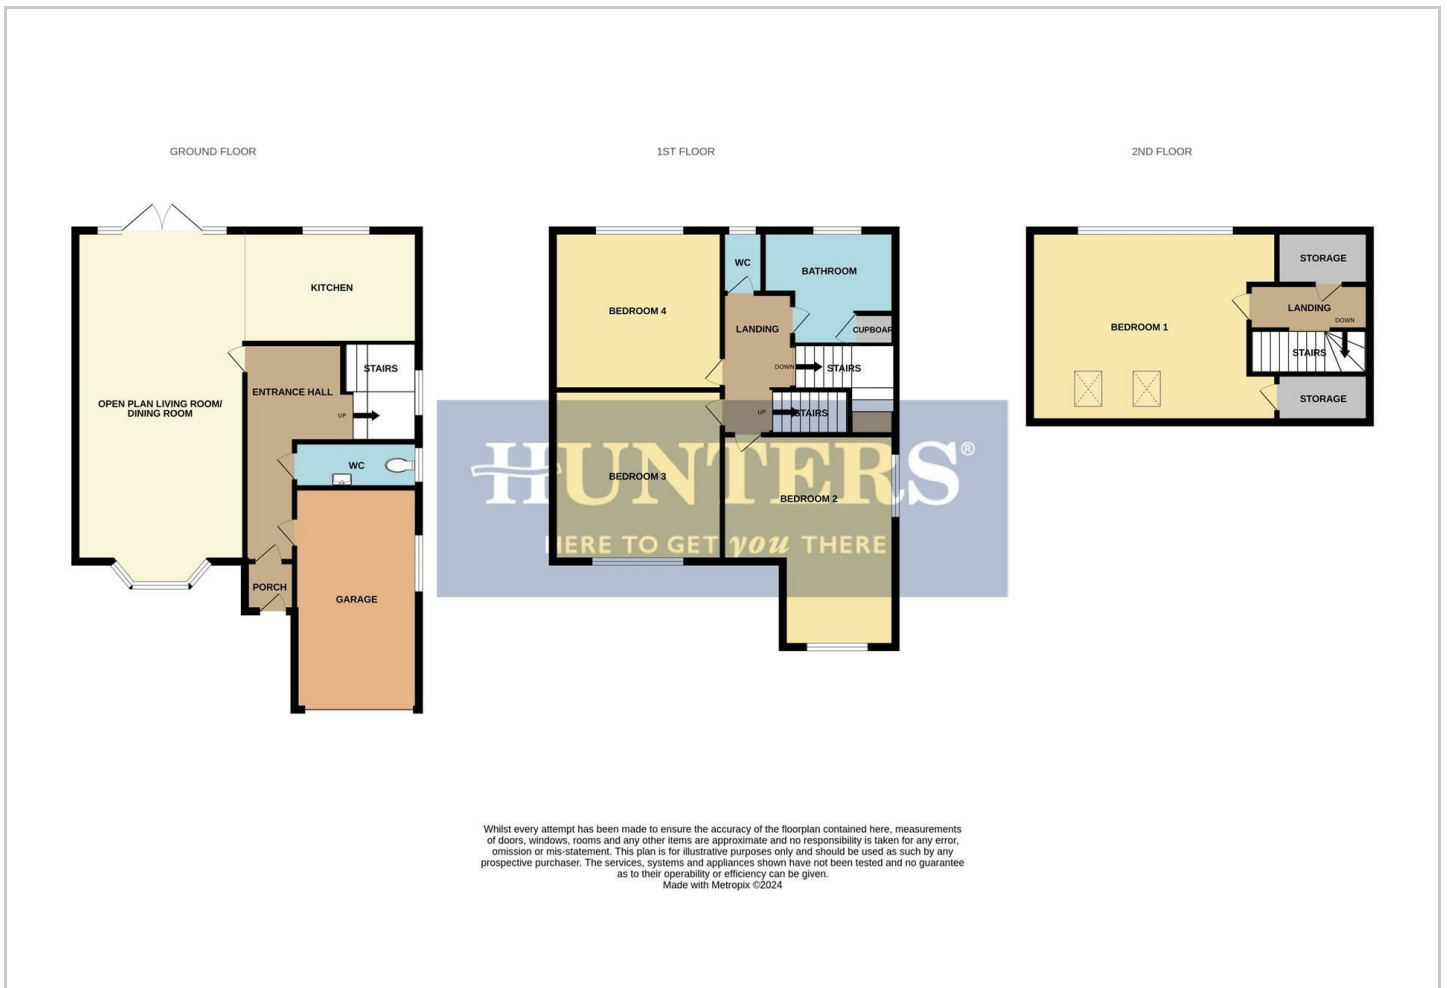 GROUND FLOOR
1ST FLOOR
2ND FLOOR
KITCHEN
STAIRS
ENTRANCE HALL
OPEN PLAN LIVING ROOM/
DINING ROOM
UP
WC
PORCH
GARAGE
WC
BATHROOM
BEDROOM 4
LANDING
CUPBOAR
DOWN
STAIRS
UP
STAIRS
BEDROOM 3
BEDROOM 2
HUNTERS®
HERE TO GET you THERE
STORAGE
LANDING
DOWN
BEDROOM 1
STAIRS
STORAGE
Whilst every attempt has been made to ensure the accuracy of the floorplan contained here, measurements
of doors, windows, rooms and any other items are approximate and no responsibility is taken for any error,
omission or mis-statement. This plan is for illustrative purposes only and should be used as such by any
prospective purchaser. The services, systems and appliances shown have not been tested and no guarantee
as to their operability or efficiency can be given.
Made with Metropix ©2024